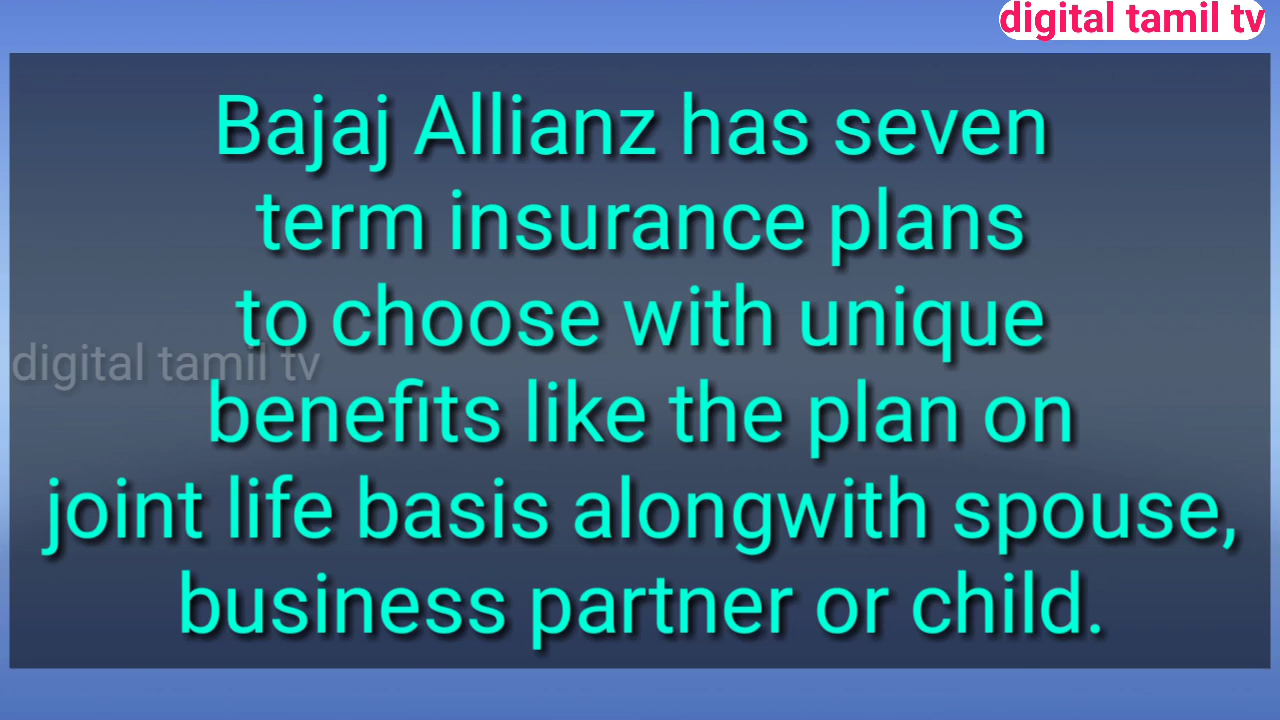 digital tamil tv
Bajaj Allianz has seven
term insurance plans
to choose with unique
digital tamil tv
benefits like the plan on
joint life basis alongwith spouse,
business partner or child.